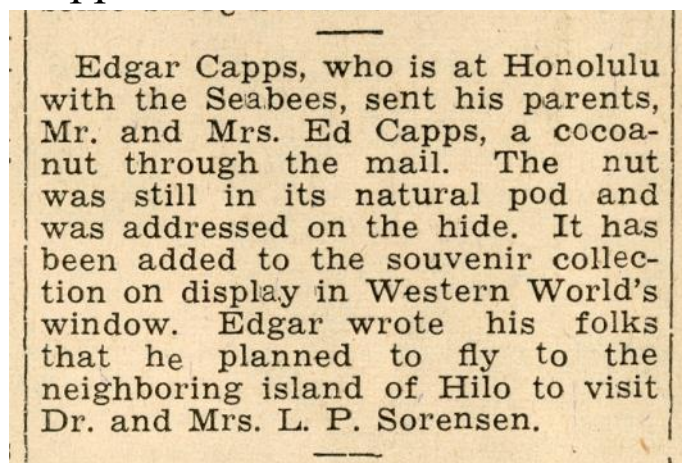 Edgar Capps, who is at Honolulu
with the Seabees, sent his parents,
Mr. and Mrs. Ed Capps, a cocoa-
nut through the mail. The nut
was still in its natural pod and
was addressed on the hide. It has
been added to the souvenir collec-
tion on display in Western World's
window. Edgar wrote his folks
that he planned to fly to the
neighboring island of Hilo to visit
Dr. and Mrs. L. P. Sorensen.